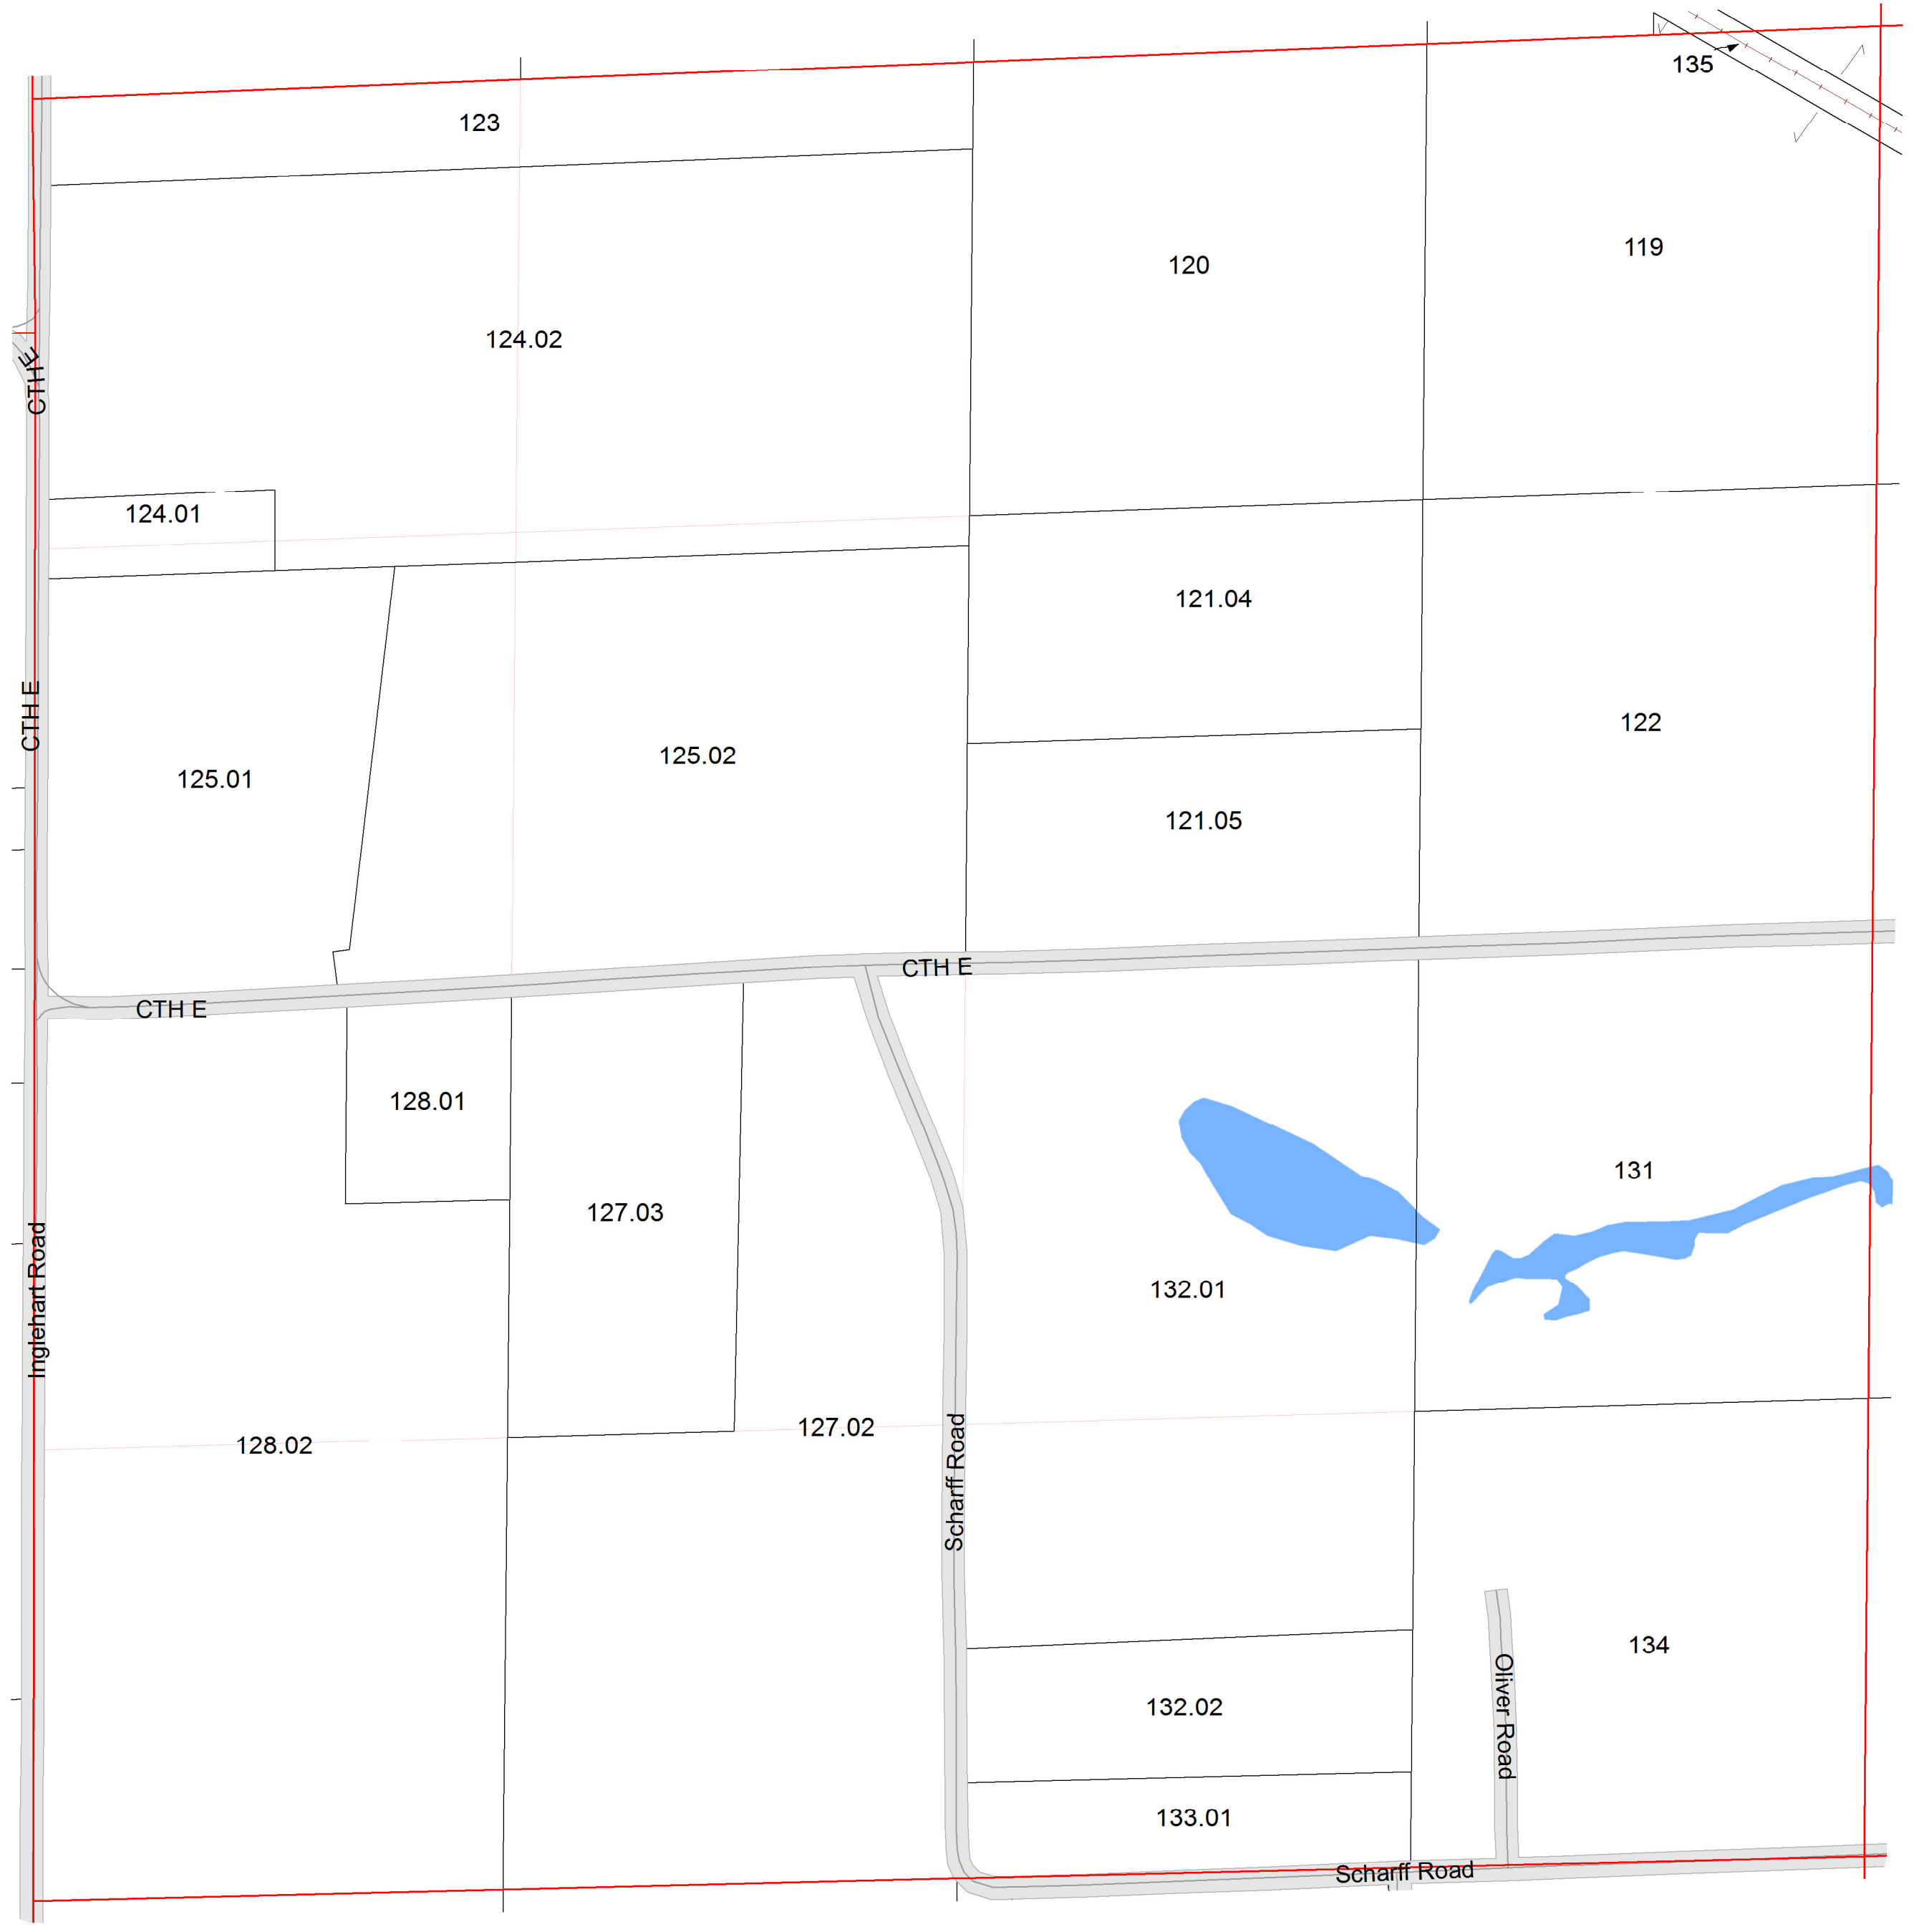 135
123
119
120
124.02
CTH E
E
124.01
121.04
CTH E
122
125.02
125.01
121.05
CTH E
CTH E
128.01
131
127.03
132.01
Inglehart Road
127.02
128.02
Scharff Road
134
Oliver Road
132.02
133.01
Scharff Road